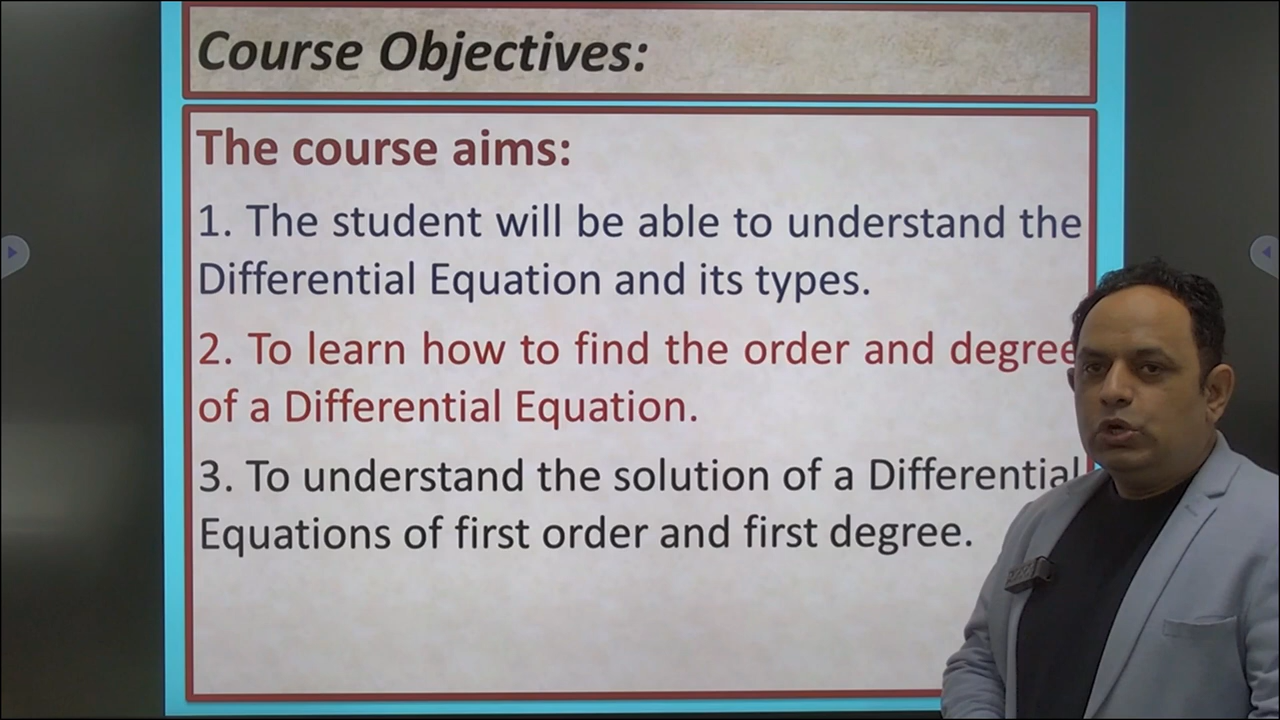 Course Objectives:
The course aims:
1. The student will be able to understand the
Differential Equation and its types.
2. To learn how to find the order and degree
of a Differential Equation.
3. To understand the solution of a Differential
Equations of first order and first degree.